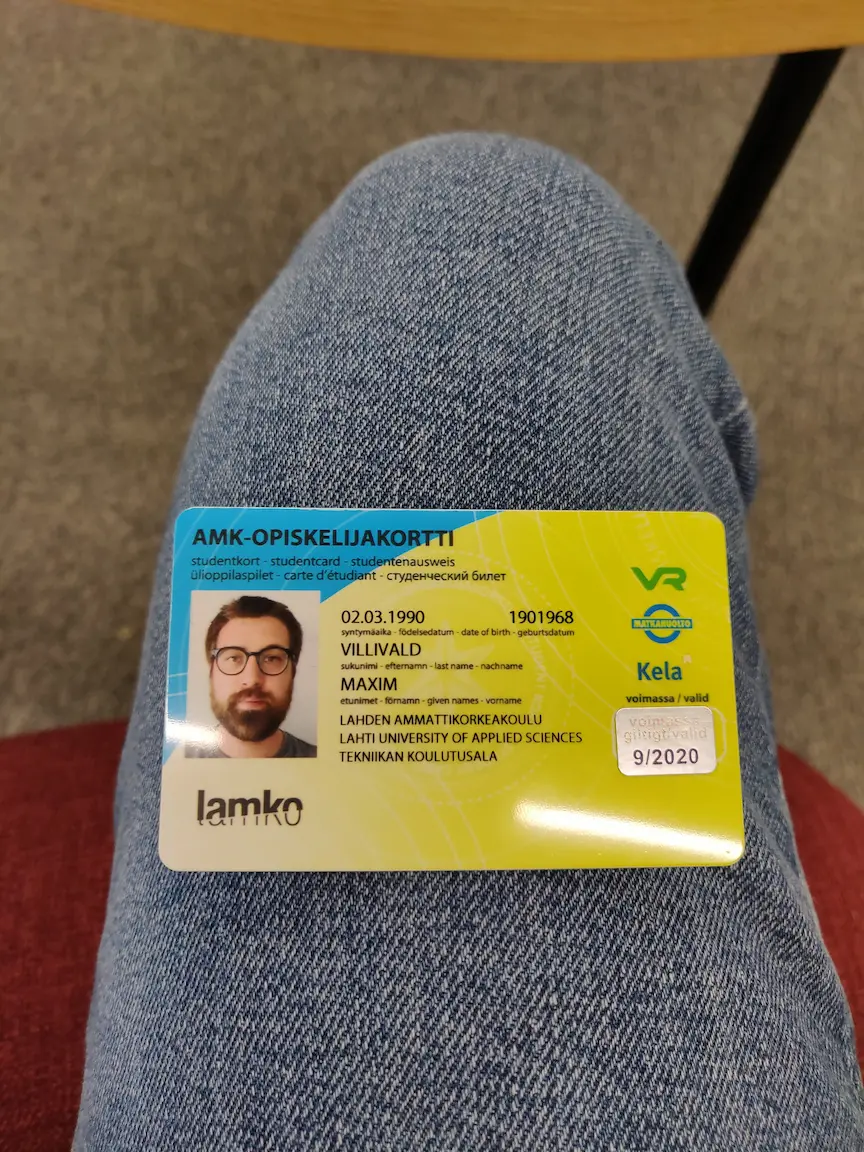 AMK-OPISKELIJAKORTTI
studentkort - studentcard - studentenausweis
ülioppilaspilet - carte d'étudiant - студенческий билет
02.03.1990 1901968
syntymäaika - födelsedatum - date of birth - geburtsdatum
VILLIVALD
sukunimi - efternamn - last name - nachname
MAXIM
etunimet - förnamn - given names - vorname
LAHDEN AMMATTIKORKEAKOULU
LAHTI UNIVERSITY OF APPLIED SCIENCES
TEKNIIKAN KOULUTUSALA
lamko
VR
MATKAHUOLTO
Kela
voimassa / valid
voimassa
giltigt/valid
9/2020